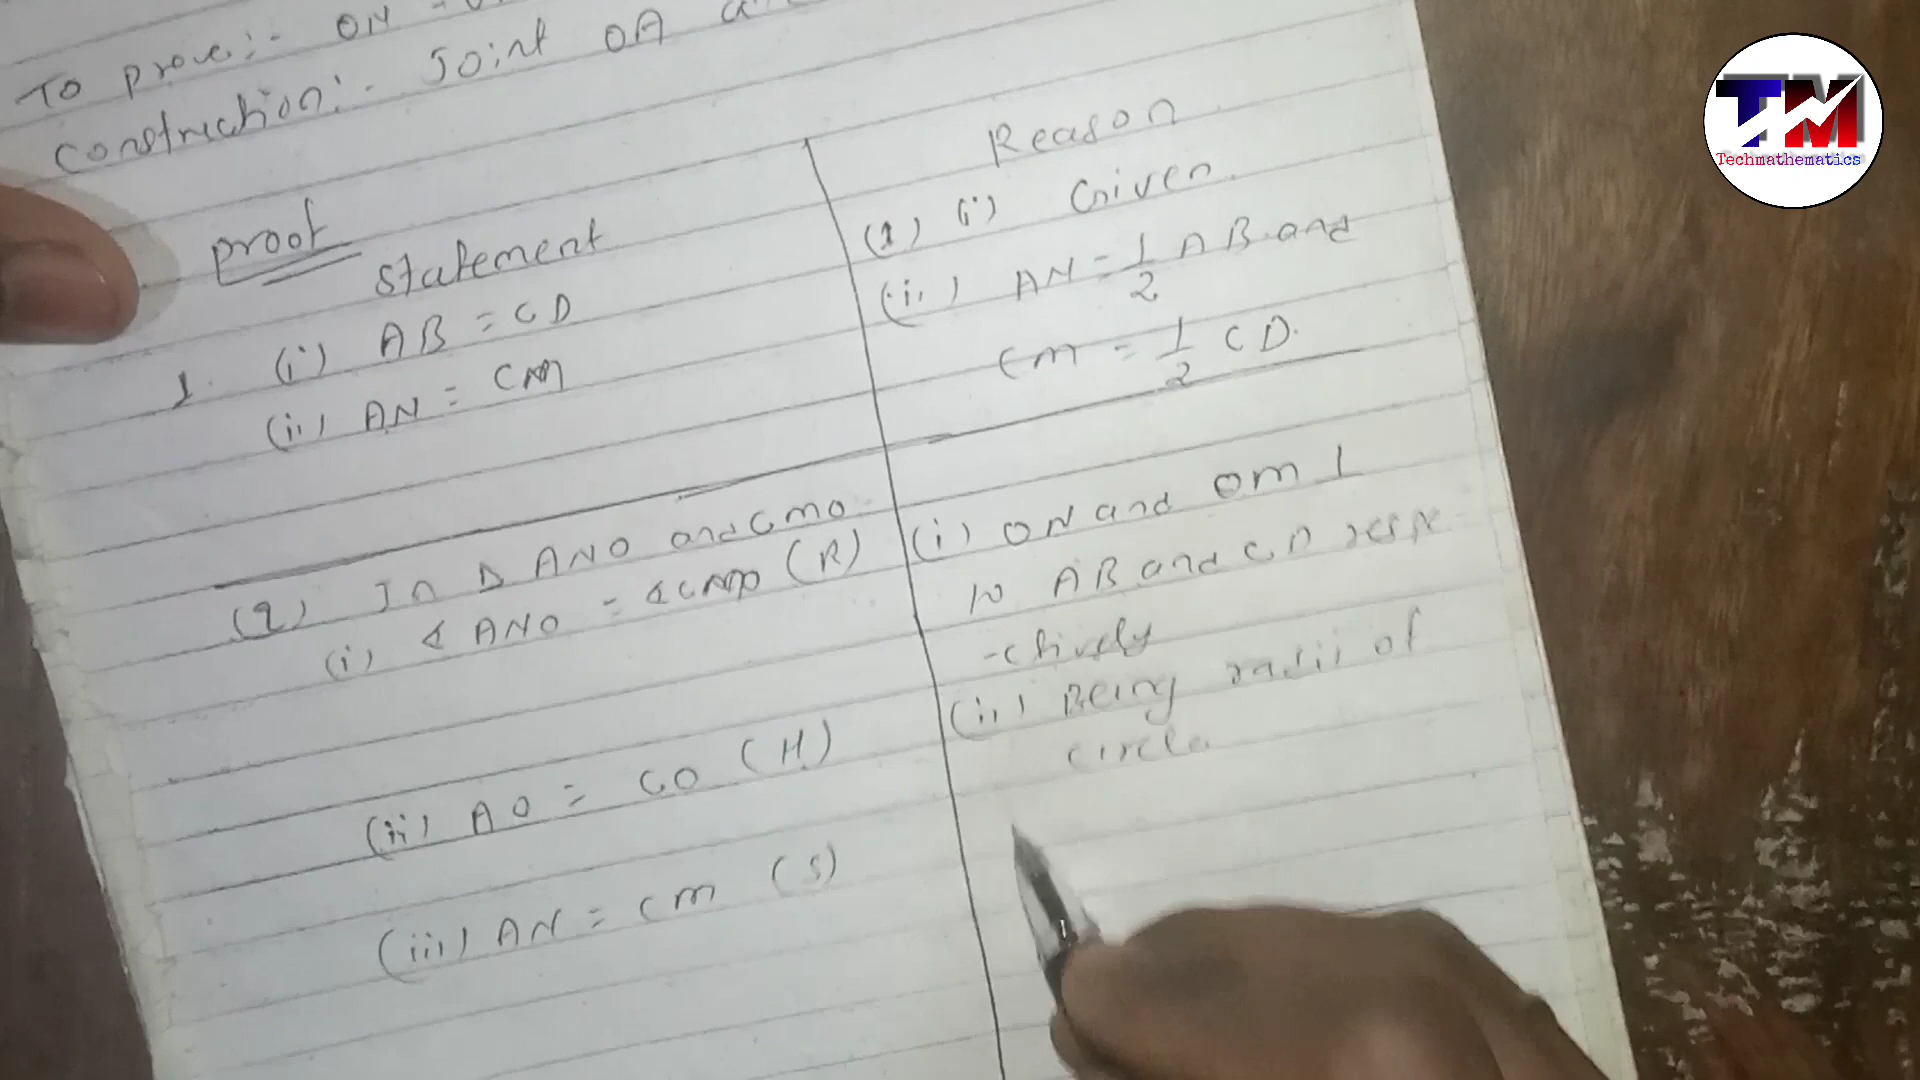 To prove :- ON
Construction :- Joint OA
Proof
Statement
Reason
1. (i) AB = CD
(1) (i) Given.
(ii) AN = CM
(ii) AN = 1/2 AB and
CM = 1/2 CD.
(2) In Δ ANO and CMO
(i) ∢ ANO = ∢CMO (R)
(i) ON and OM ⊥
to AB and CD respe
-ctively
(ii) AO = CO (H)
(ii) Being radii of
circle
(iii) AN = CM (S)
TM
Techmathematics